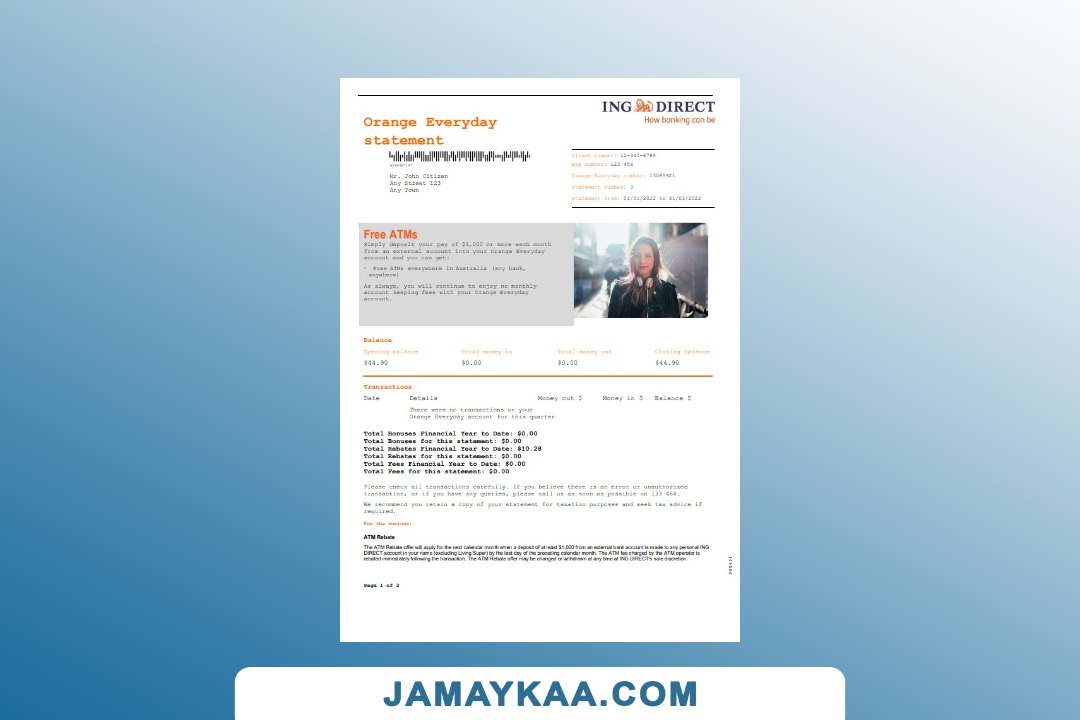 ING DIRECT
How banking can be
Orange Everyday
statement
Mr. John Citizen
Any Street 123
Any Town
Client number: 12-345-6789
BSB number: 123 456
Orange Everyday number:
Statement number: 3
Statement from: 01/01/2022 to 31/03/2022
Free ATMs
Simply deposit your pay of $1,000 or more each month
from an external account into your Orange Everyday
account and you can get:
• Free ATMs everywhere in Australia (any bank,
anywhere)
As always, you will continue to enjoy no monthly
account keeping fees with your Orange Everyday
account.
Balance
Opening balance Total money in Total money out Closing balance
$44.90 $0.00 $0.00 $44.90
Transactions
Date Details Money out $ Money in $ Balance $
There were no transactions on your
Orange Everyday account for this quarter
Total Bonuses Financial Year to Date: $0.00
Total Bonuses for this statement: $0.00
Total Rebates Financial Year to Date: $10.28
Total Rebates for this statement: $0.00
Total Fees Financial Year to Date: $0.00
Total Fees for this statement: $0.00
Please check all transactions carefully. If you believe there is an error or unauthorized
transaction, or if you have any queries, please call us as soon as possible on 133 464.
We recommend you retain a copy of your statement for taxation purposes and seek tax advice if
required.
For the curious:
ATM Rebate
The ATM Rebate offer will apply for the next calendar month when a deposit of at least $1,000 from an external bank account is made to any personal ING
DIRECT account in your name (excluding Living Super) by the last day of the preceding calendar month. The ATM fee charged by the ATM operator is
rebated immediately following the transaction. The ATM Rebate offer may be changed or withdrawn at any time at ING DIRECT's sole discretion.
Page 1 of 2
JAMAYKAA.COM